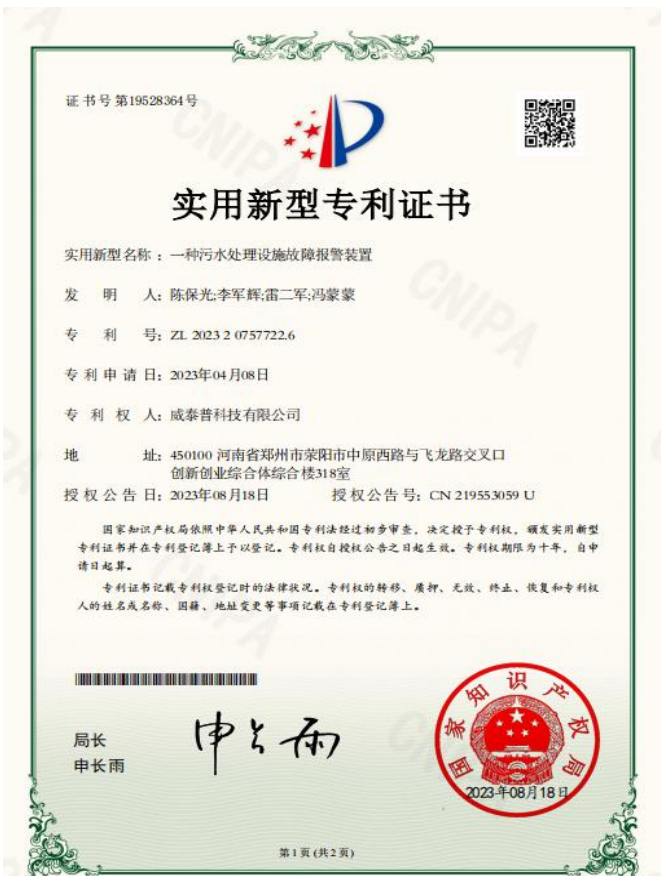 证书号第19528364号
实用新型专利证书
实用新型名称：一种污水处理设施故障报警装置
发 明 人：陈保光;李军辉;雷二军;冯蒙蒙
专 利 号：ZL 2023 2 0757722.6
专利申请日：2023年04月08日
专 利 权 人：威泰普科技有限公司
地 址：450100 河南省郑州市荥阳市中原西路与飞龙路交叉口
创新创业综合体综合楼318室
授权公告日：2023年08月18日 授权公告号：CN 219553059 U
国家知识产权局依照中华人民共和国专利法经过初步审查，决定授予专利权，颁发实用新型
专利证书并在专利登记簿上予以登记。专利权自授权公告之日起生效。专利权期限为十年，自申
请日起算。
专利证书记载专利权登记时的法律状况。专利权的转移、质押、无效、终止、恢复和专利权
人的姓名或名称、国籍、地址变更等事项记载在专利登记簿上。
局长
申长雨
申长雨
国家知识产权局
2023年08月18日
第1页(共2页)
CNIPA
CNIPA
CNIPA
CNIPA